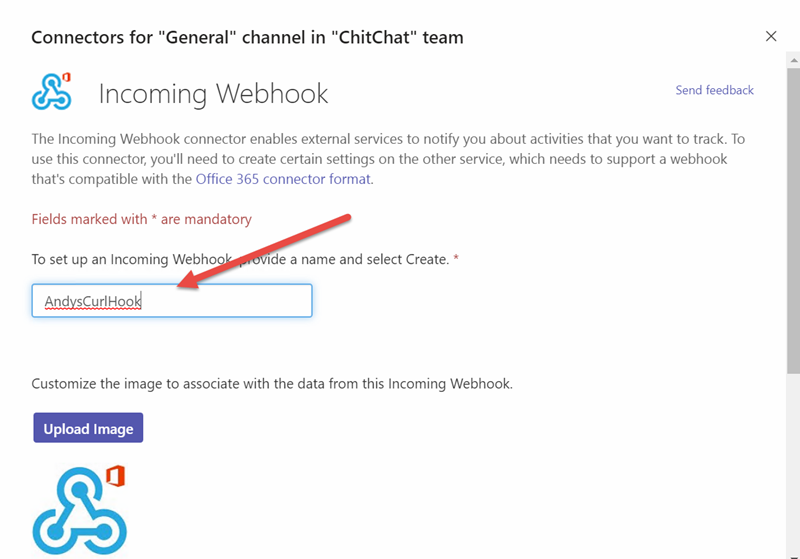 Connectors for "General" channel in "ChitChat" team
Incoming Webhook
Send feedback
The Incoming Webhook connector enables external services to notify you about activities that you want to track. To
use this connector, you'll need to create certain settings on the other service, which needs to support a webhook
that's compatible with the Office 365 connector format.
Fields marked with * are mandatory
To set up an Incoming Webhook, provide a name and select Create. *
AndysCurlHook
Customize the image to associate with the data from this Incoming Webhook.
Upload Image